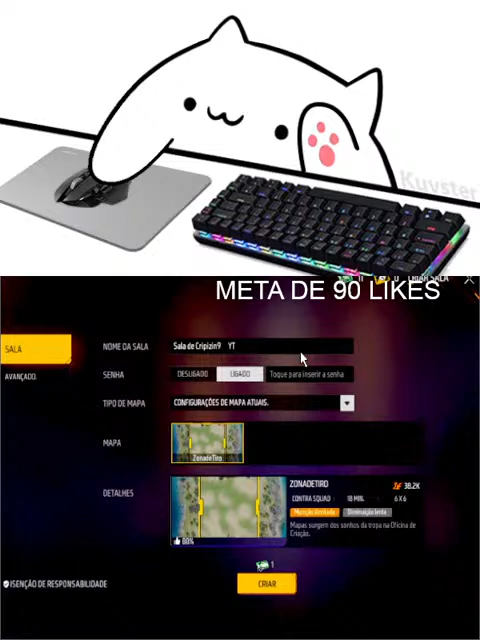 Kuvster
CRIAR SALA
META DE 90 LIKES
SALA
AVANÇADO.
NOME DA SALA
Sala de Cripizin9 YT
SENHA
DESLIGADO LIGADO Toque para inserir a senha
TIPO DE MAPA
CONFIGURAÇÕES DE MAPA ATUAIS.
MAPA
ZonadeTiro
DETALHES
ZONADETIRO 38.2K
CONTRA SQUAD 18 MIN. 6 X 6
Munição ilimitada Eliminação lenta
Mapas surgem dos sonhos da tropa na Oficina de
Criação.
88%
1
ISENÇÃO DE RESPONSABILIDADE
CRIAR